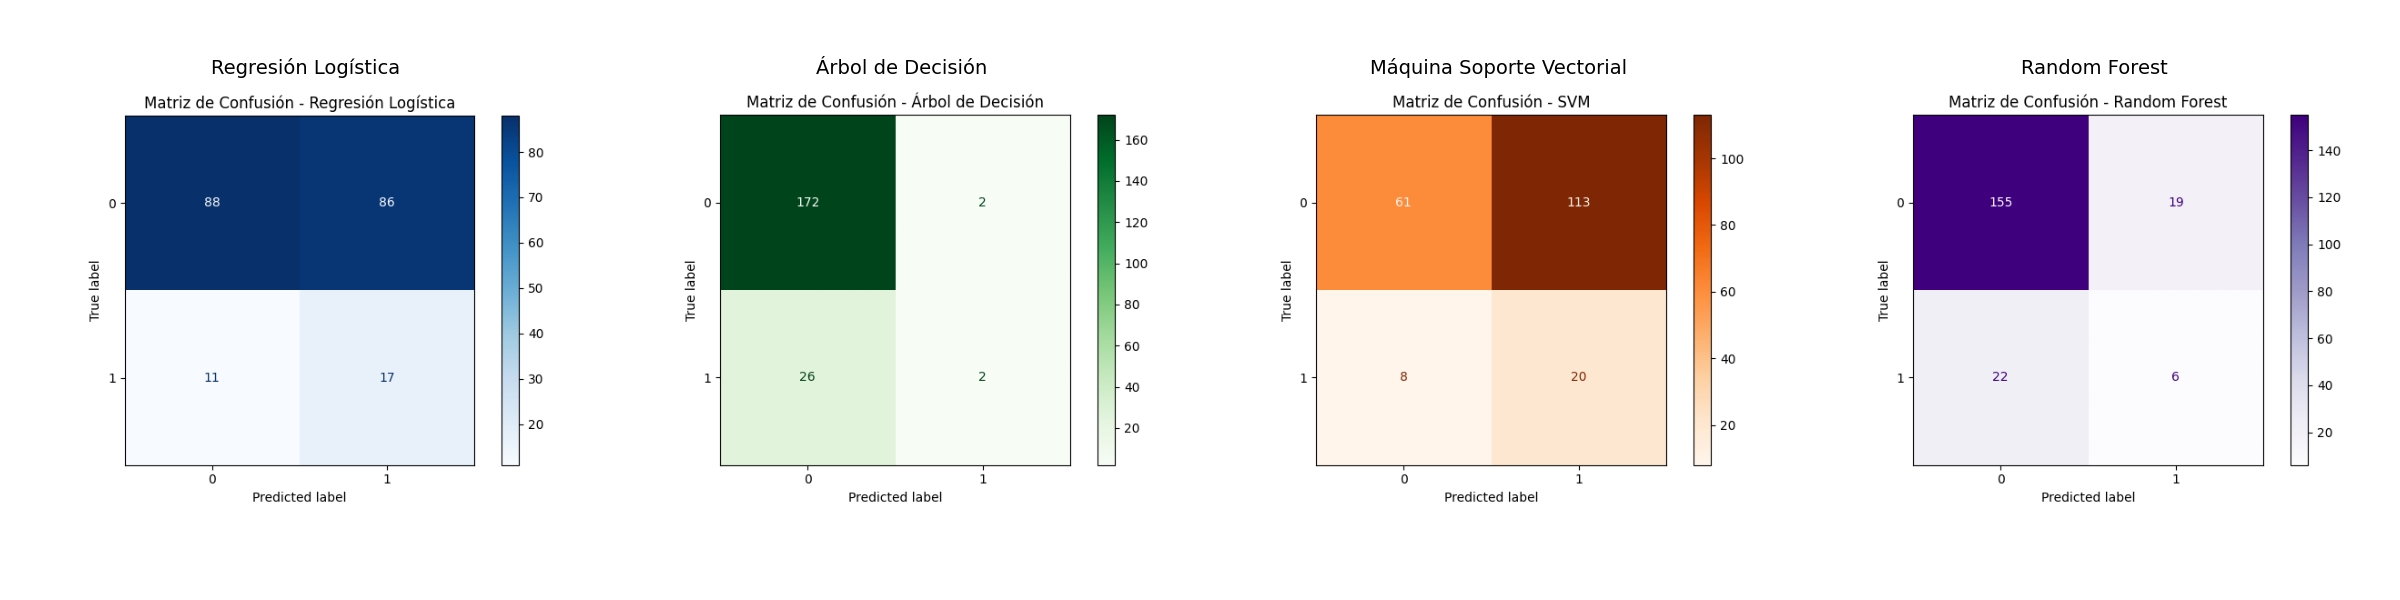 Regresión Logística
Matriz de Confusión - Regresión Logística
88 86
11 17
0
1
True label
0 1
Predicted label
80
70
60
50
40
30
20
Árbol de Decisión
Matriz de Confusión - Árbol de Decisión
172 2
26 2
0
1
True label
0 1
Predicted label
160
140
120
100
80
60
40
20
Máquina Soporte Vectorial
Matriz de Confusión - SVM
61 113
8 20
0
1
True label
0 1
Predicted label
100
80
60
40
20
Random Forest
Matriz de Confusión - Random Forest
155 19
22 6
0
1
True label
0 1
Predicted label
140
120
100
80
60
40
20